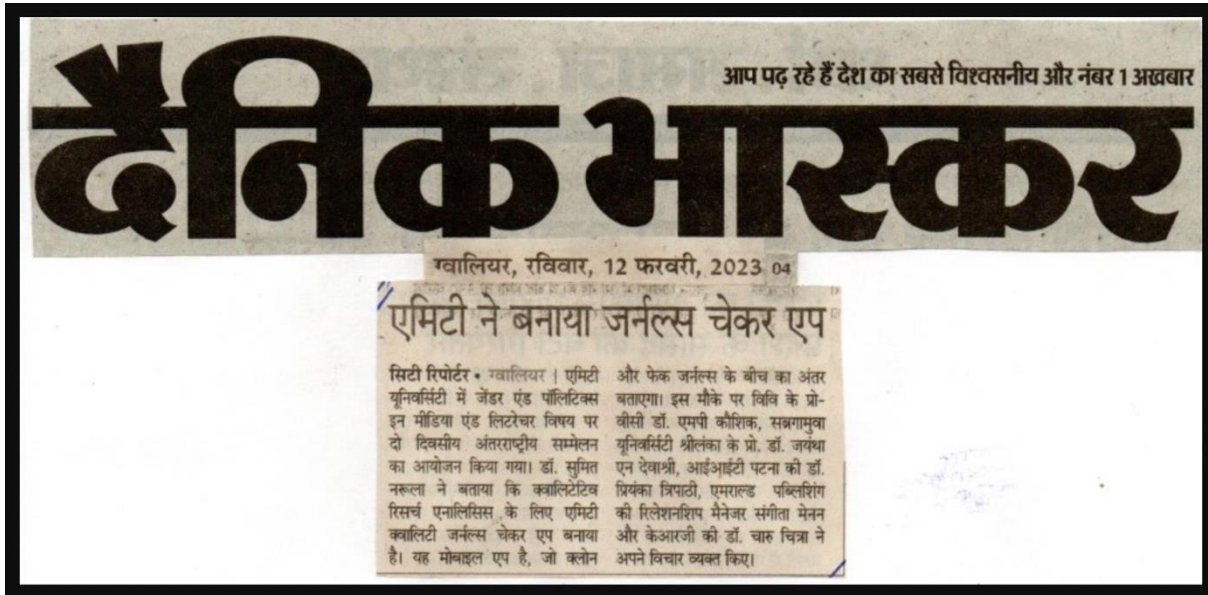 आप पढ़ रहे हैं देश का सबसे विश्वसनीय और नंबर 1 अखबार
दैनिक भास्कर
ग्वालियर, रविवार, 12 फरवरी, 2023 04
एमिटी ने बनाया जर्नल्स चेकर एप
सिटी रिपोर्टर • ग्वालियर | एमिटी
यूनिवर्सिटी में जेंडर एंड पॉलिटिक्स
इन मीडिया एंड लिटरेचर विषय पर
दो दिवसीय अंतरराष्ट्रीय सम्मेलन
का आयोजन किया गया। डॉ. सुमित
नरूला ने बताया कि क्वालिटेटिव
रिसर्च एनालिसिस के लिए एमिटी
क्वालिटी जर्नल्स चेकर एप बनाया
है। यह मोबाइल एप है, जो क्लोन
और फेक जर्नल्स के बीच का अंतर
बताएगा। इस मौके पर विवि के प्रो-
वीसी डॉ. एमपी कौशिक, सब्रगामुवा
यूनिवर्सिटी श्रीलंका के प्रो. डॉ. जयंथा
एन देवाश्री, आईआईटी पटना की डॉ.
प्रियंका त्रिपाठी, एमराल्ड पब्लिशिंग
की रिलेशनशिप मैनेजर संगीता मेनन
और केआरजी की डॉ. चारु चित्रा ने
अपने विचार व्यक्त किए।